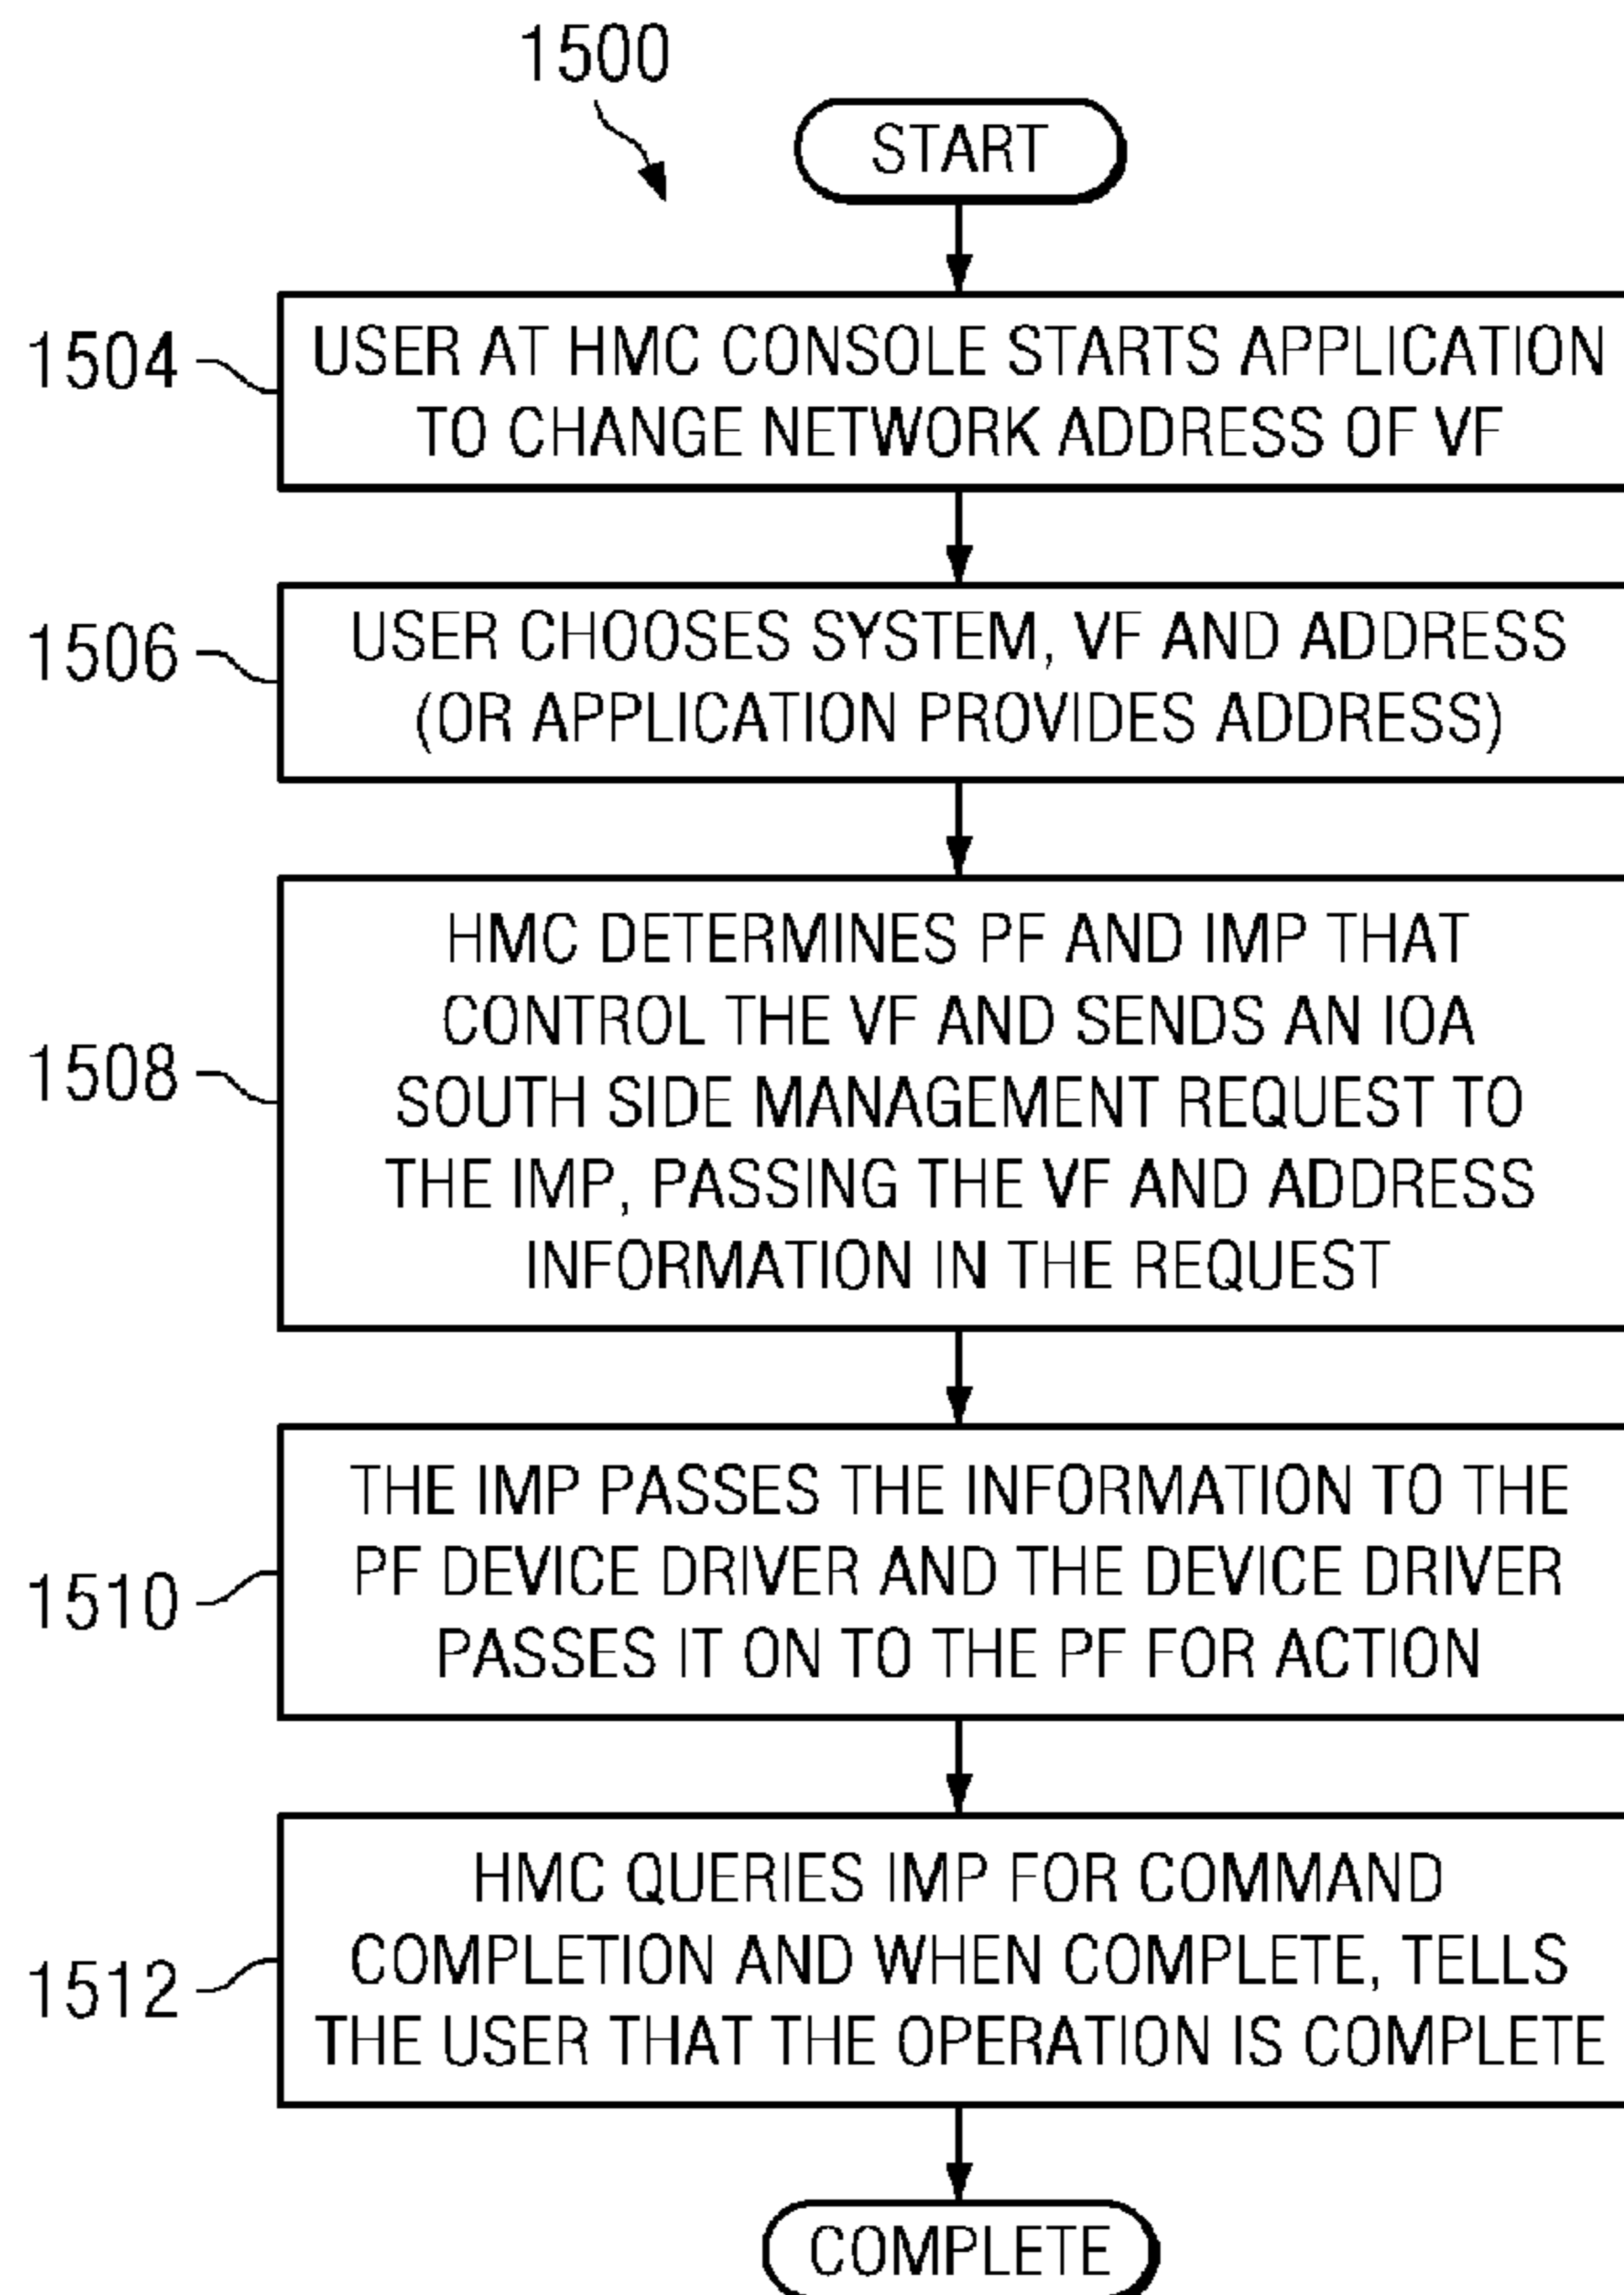 1500
START
1504
USER AT HMC CONSOLE STARTS APPLICATION
TO CHANGE NETWORK ADDRESS OF VF
1506
USER CHOOSES SYSTEM, VF AND ADDRESS
(OR APPLICATION PROVIDES ADDRESS)
1508
HMC DETERMINES PF AND IMP THAT
CONTROL THE VF AND SENDS AN IOA
SOUTH SIDE MANAGEMENT REQUEST TO
THE IMP, PASSING THE VF AND ADDRESS
INFORMATION IN THE REQUEST
1510
THE IMP PASSES THE INFORMATION TO THE
PF DEVICE DRIVER AND THE DEVICE DRIVER
PASSES IT ON TO THE PF FOR ACTION
1512
HMC QUERIES IMP FOR COMMAND
COMPLETION AND WHEN COMPLETE, TELLS
THE USER THAT THE OPERATION IS COMPLETE
COMPLETE